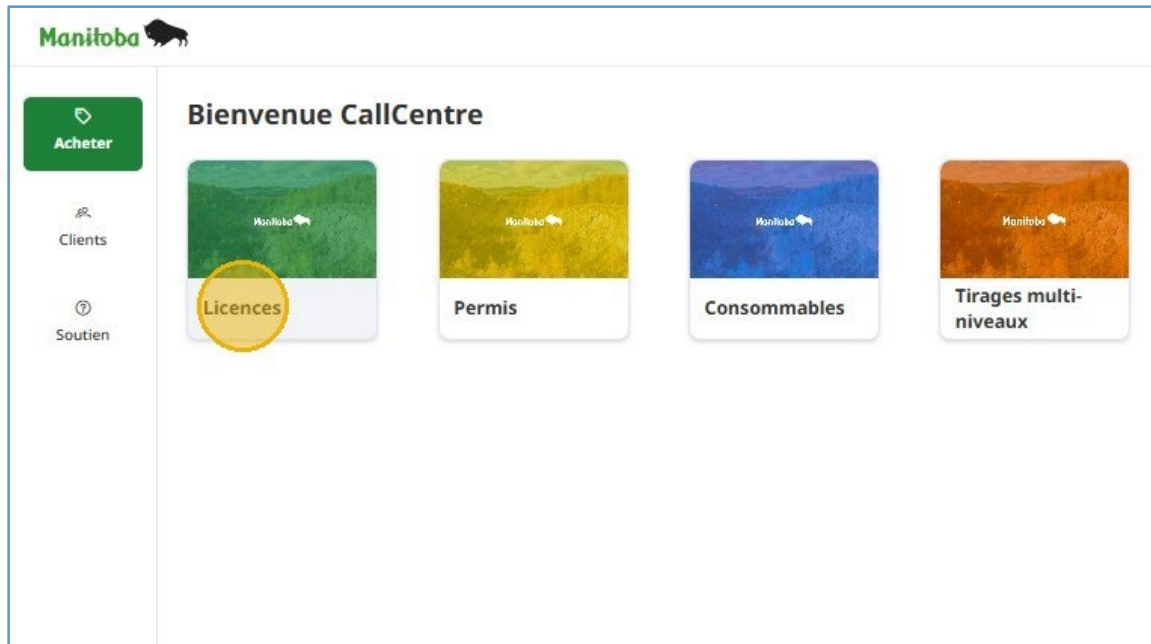 Manitoba
Acheter
Clients
Soutien
Bienvenue CallCentre
Manitoba
Licences
Manitoba
Permis
Manitoba
Consommables
Manitoba
Tirages multi-
niveaux